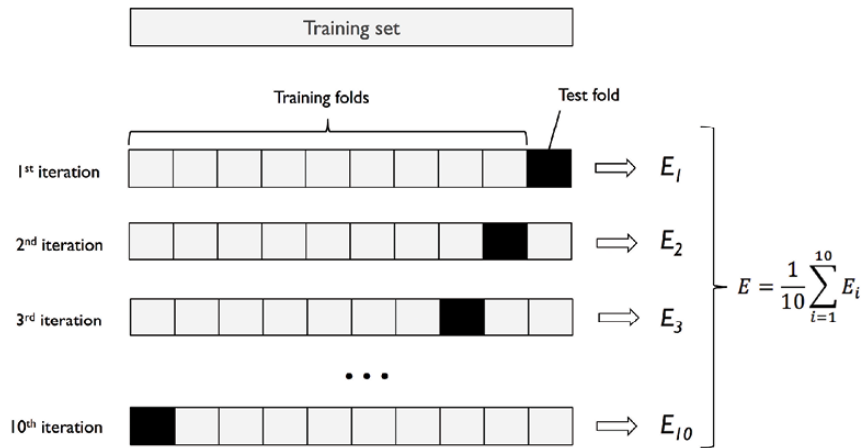 Training set
Training folds
Test fold
1st iteration
E1
2nd iteration
E2
E = 1/10 10∑i=1 Ei
3rd iteration
E3
• • •
10th iteration
E10